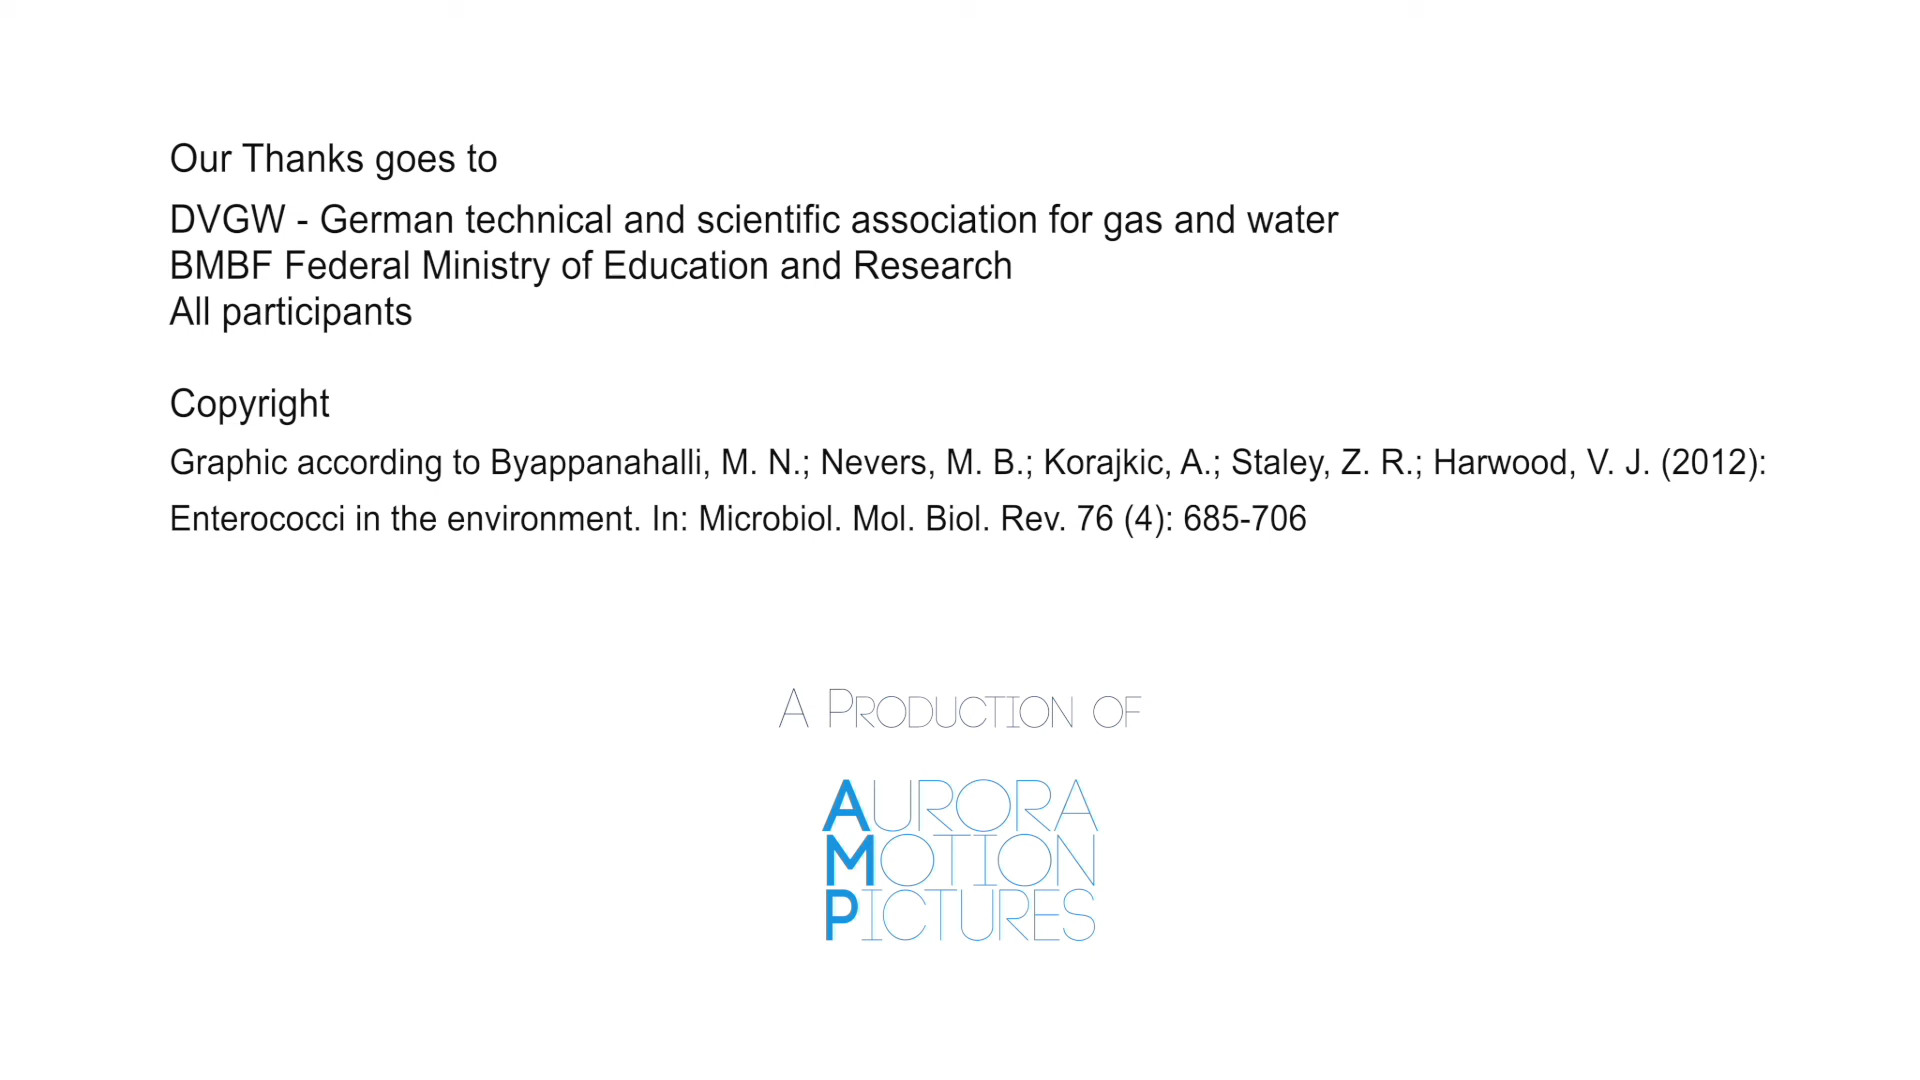 Our Thanks goes to
DVGW - German technical and scientific association for gas and water
BMBF Federal Ministry of Education and Research
All participants
Copyright
Graphic according to Byappanahalli, M. N.; Nevers, M. B.; Korajkic, A.; Staley, Z. R.; Harwood, V. J. (2012):
Enterococci in the environment. In: Microbiol. Mol. Biol. Rev. 76 (4): 685-706
A PRODUCTION OF
AURORA
MOTION
PICTURES